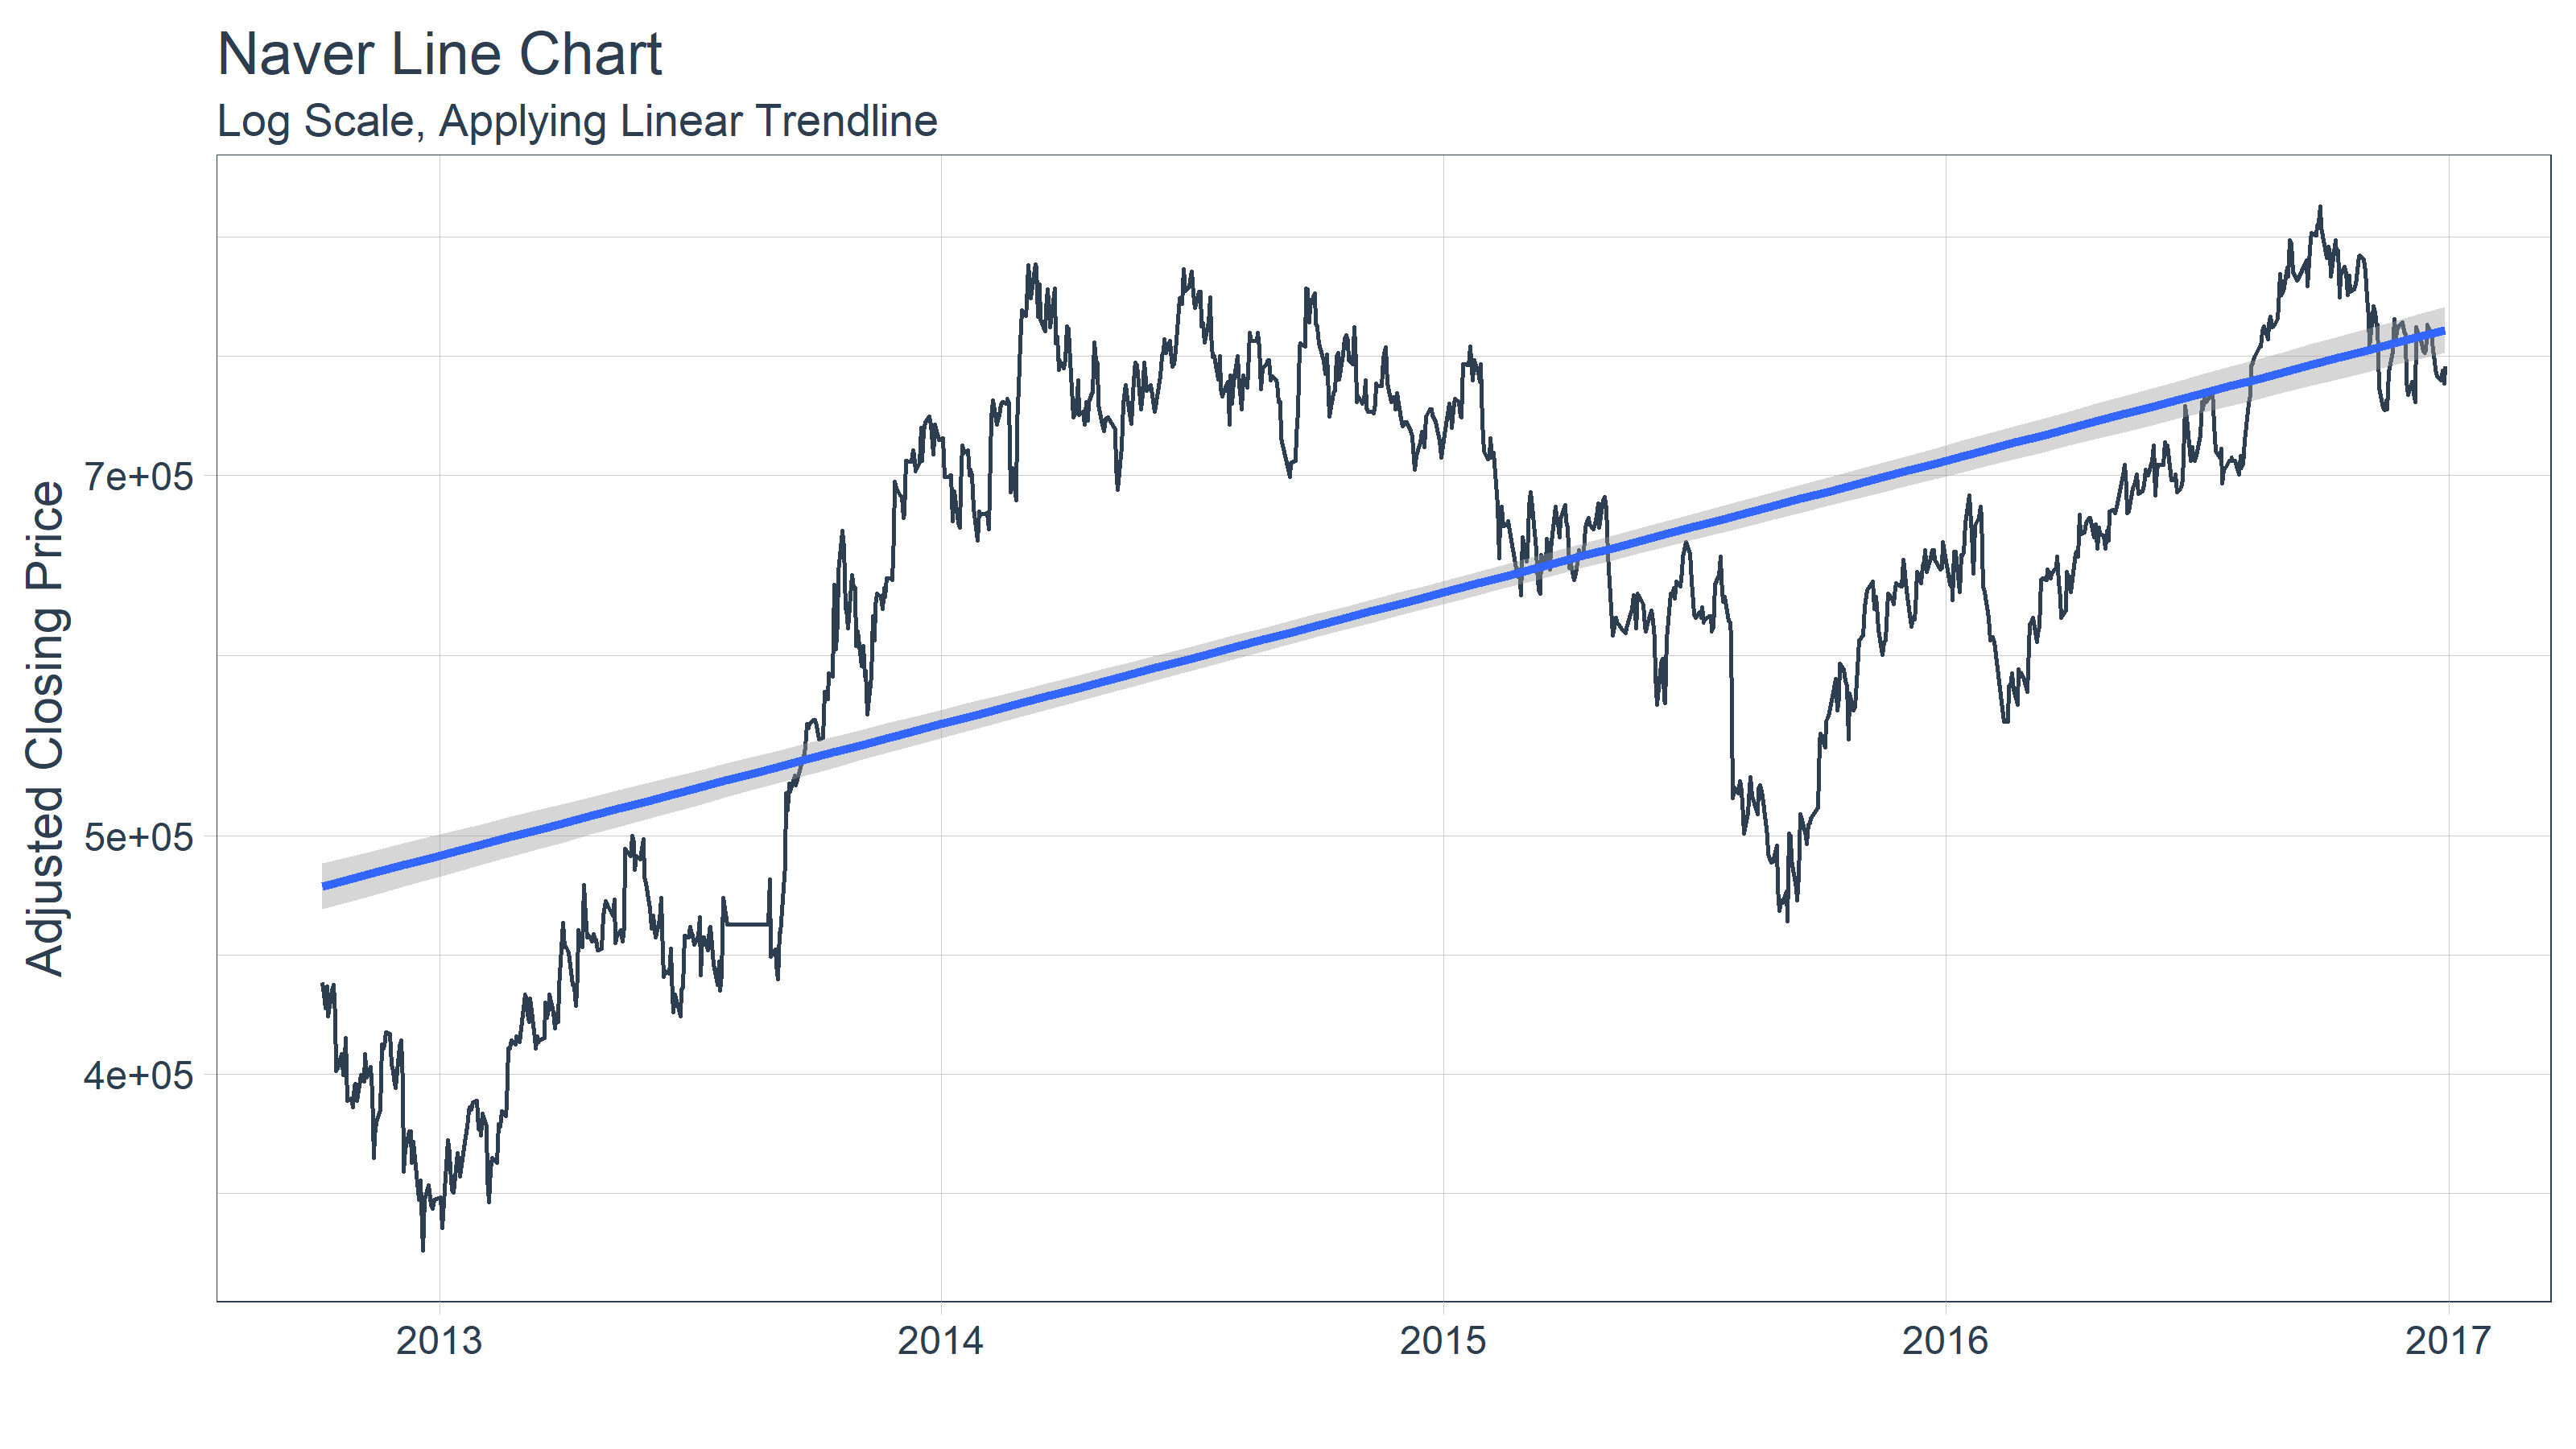 Naver Line Chart
Log Scale, Applying Linear Trendline
Adjusted Closing Price
7e+05
5e+05
4e+05
2013 2014 2015 2016 2017